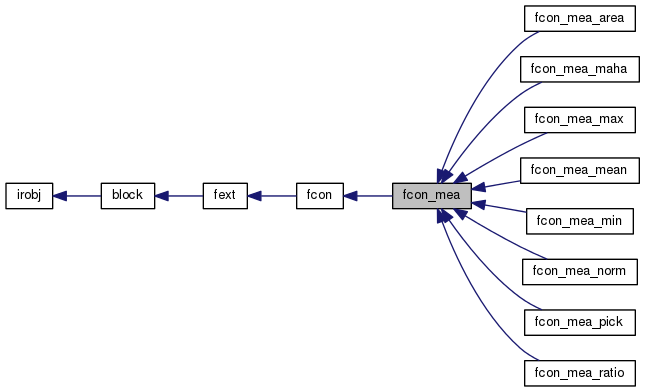 irobj
block
fext
fcon
fcon_mea
fcon_mea_area
fcon_mea_maha
fcon_mea_max
fcon_mea_mean
fcon_mea_min
fcon_mea_norm
fcon_mea_pick
fcon_mea_ratio